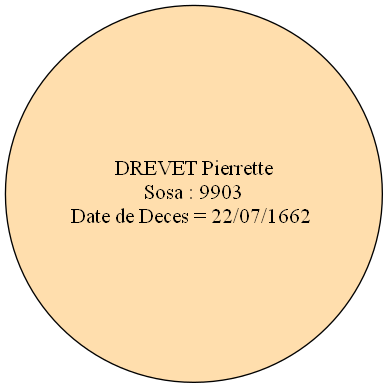 DREVET Pierrette
Sosa : 9903
Date de Deces = 22/07/1662